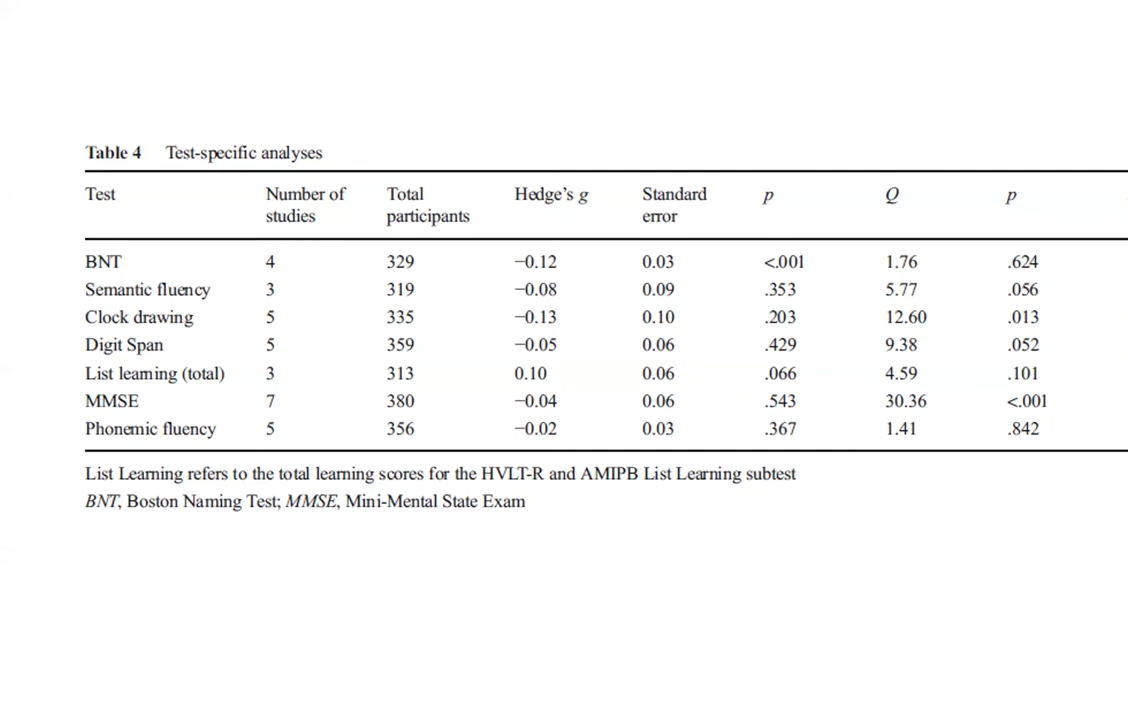 Table 4 Test-specific analyses
Test Number of studies Total participants Hedge's g Standard error p Q p
BNT 4 329 −0.12 0.03 <.001 1.76 .624
Semantic fluency 3 319 −0.08 0.09 .353 5.77 .056
Clock drawing 5 335 −0.13 0.10 .203 12.60 .013
Digit Span 5 359 −0.05 0.06 .429 9.38 .052
List learning (total) 3 313 0.10 0.06 .066 4.59 .101
MMSE 7 380 −0.04 0.06 .543 30.36 <.001
Phonemic fluency 5 356 −0.02 0.03 .367 1.41 .842
List Learning refers to the total learning scores for the HVLT-R and AMIPB List Learning subtest
BNT, Boston Naming Test; MMSE, Mini-Mental State Exam